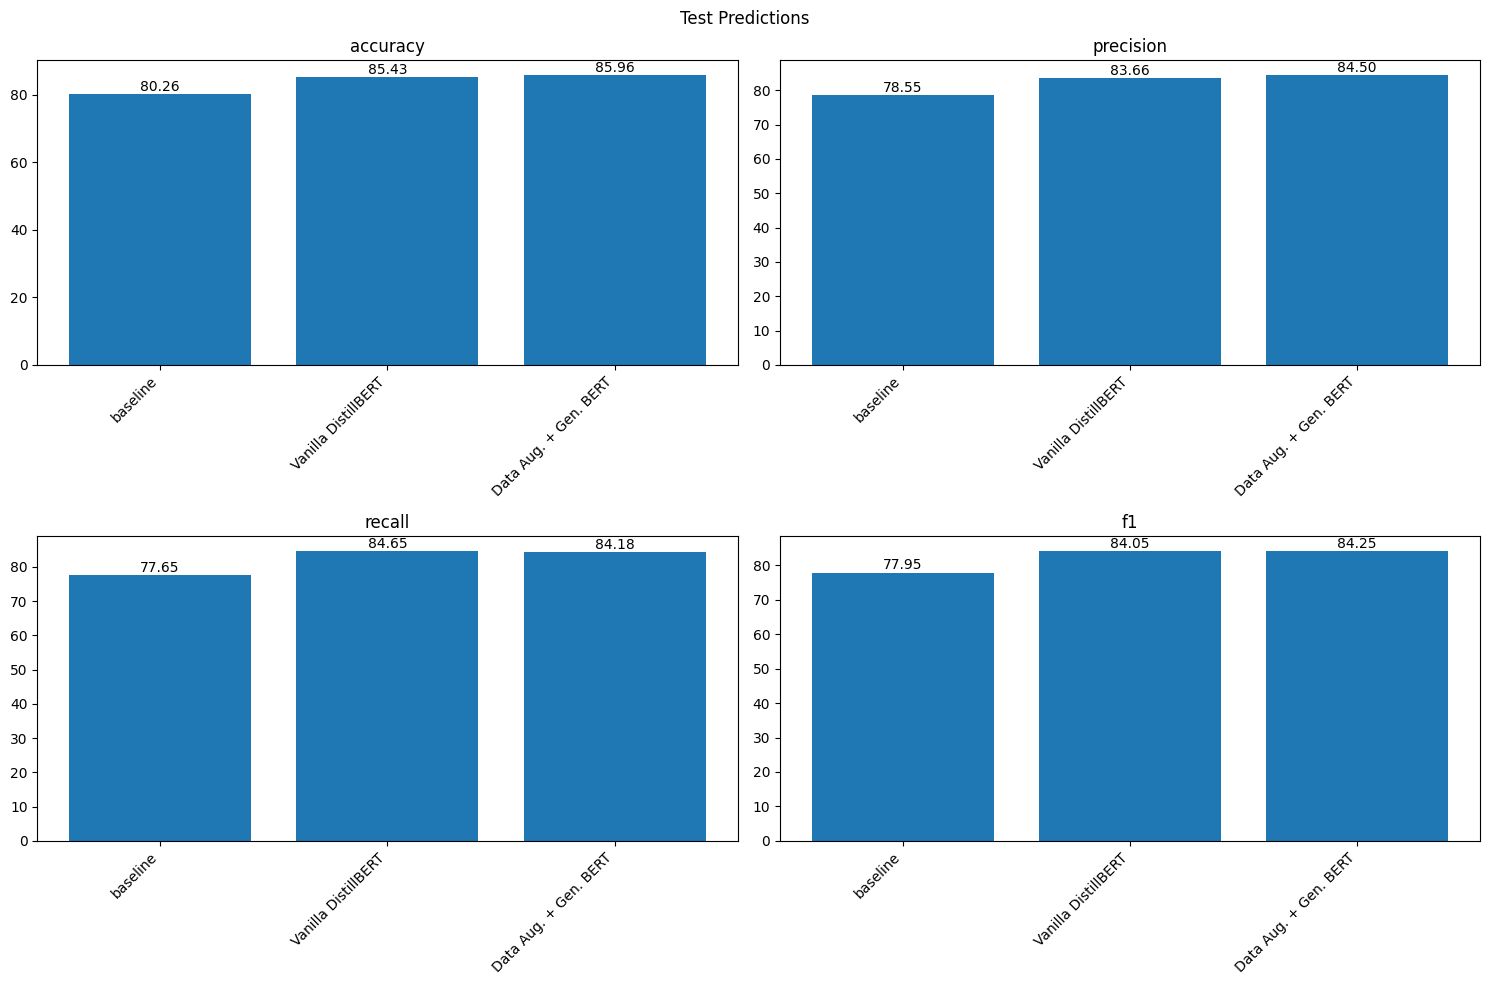 Test Predictions
accuracy
80.26
85.43
85.96
80
60
40
20
0
baseline
Vanilla DistillBERT
Data Aug. + Gen. BERT
precision
78.55
83.66
84.50
80
70
60
50
40
30
20
10
0
baseline
Vanilla DistillBERT
Data Aug. + Gen. BERT
recall
77.65
84.65
84.18
80
70
60
50
40
30
20
10
0
baseline
Vanilla DistillBERT
Data Aug. + Gen. BERT
f1
77.95
84.05
84.25
80
70
60
50
40
30
20
10
0
baseline
Vanilla DistillBERT
Data Aug. + Gen. BERT